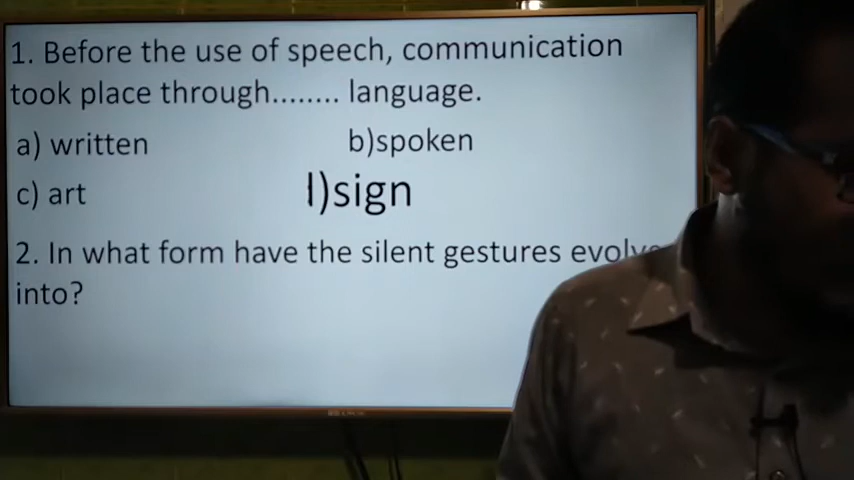 1. Before the use of speech, communication
took place through........ language.
a) written b)spoken
c) art l)sign
2. In what form have the silent gestures evolve
into?